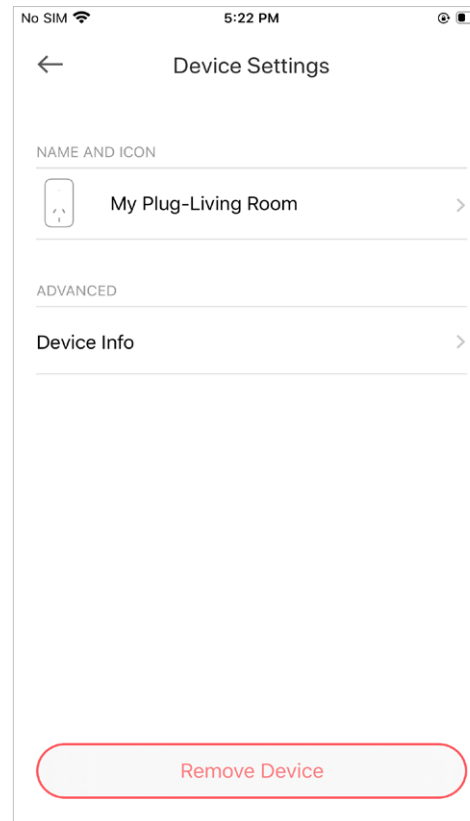 No SIM 5:22 PM
Device Settings
NAME AND ICON
My Plug-Living Room
ADVANCED
Device Info
Remove Device